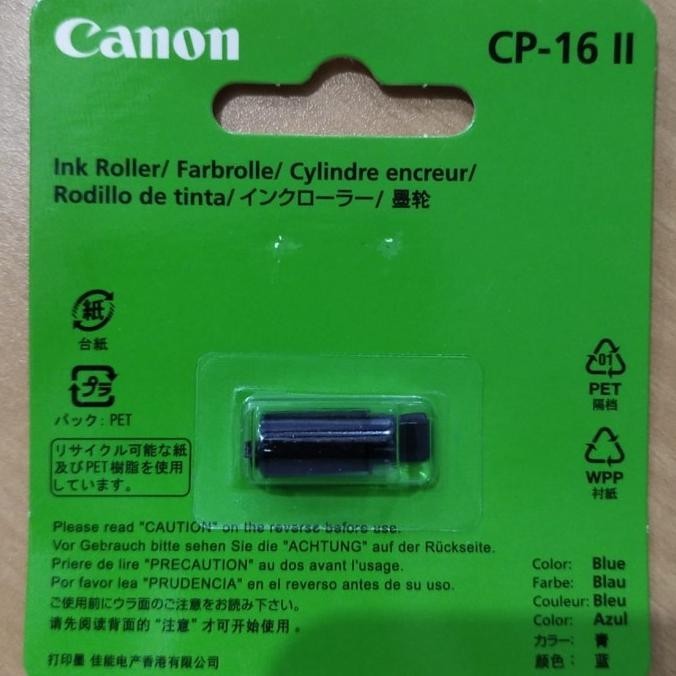 Canon
CP-16 II
Ink Roller/ Farbrolle/ Cylindre encreur/
Rodillo de tinta/ インクローラー/ 墨轮
紙
台紙
プラ
パック: PET
リサイクル可能な紙
及びPET樹脂を使用
しています。
01
PET
隔档
WPP
衬紙
Please read "CAUTION" on the reverse before use.
Vor Gebrauch bitte sehen Sie die "ACHTUNG" auf der Rückseite.
Priere de lire "PRECAUTION" au dos avant l'usage.
Por favor lea "PRUDENCIA" en el reverso antes de su uso.
ご使用前にウラ面のご注意をお読み下さい。
请先阅读背面的 "注意" 才可开始使用。
打印墨 佳能电产香港有限公司
Color: Blue
Farbe: Blau
Couleur: Bleu
Color: Azul
カラー: 青
颜色: 蓝